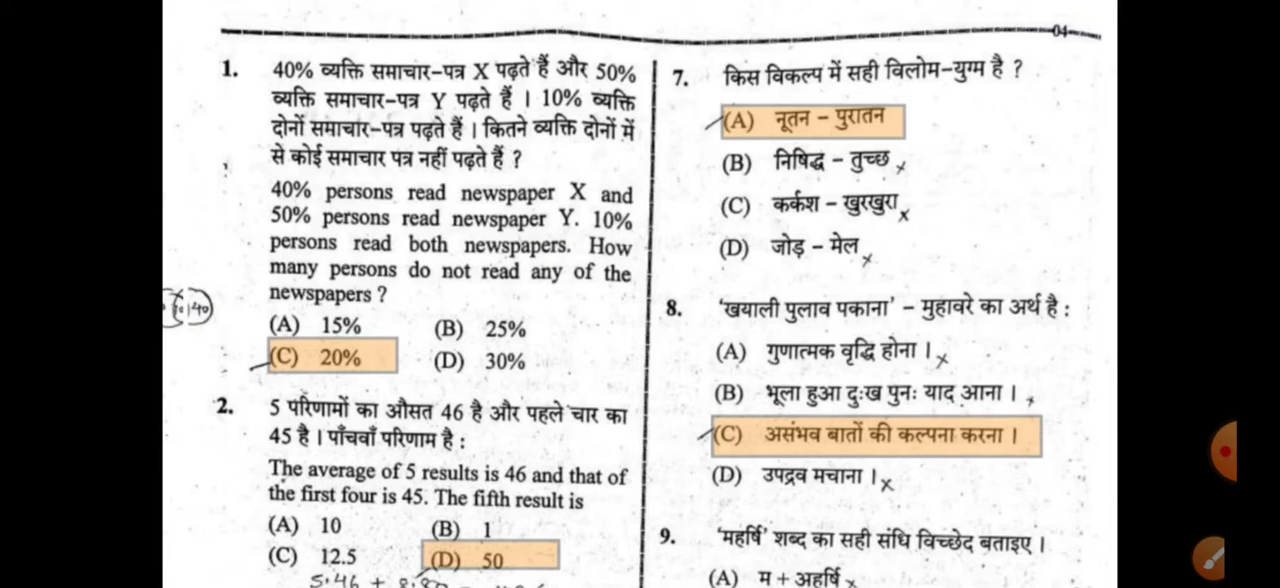 04
1. 40% व्यक्ति समाचार-पत्र X पढ़ते हैं और 50%
व्यक्ति समाचार-पत्र Y पढ़ते हैं । 10% व्यक्ति
दोनों समाचार-पत्र पढ़ते हैं । कितने व्यक्ति दोनों में
से कोई समाचार पत्र नहीं पढ़ते हैं ?
40% persons read newspaper X and
50% persons read newspaper Y. 10%
persons read both newspapers. How
many persons do not read any of the
newspapers ?
(A) 15% (B) 25%
(C) 20% (D) 30%
2. 5 परिणामों का औसत 46 है और पहले चार का
45 है । पाँचवाँ परिणाम है :
The average of 5 results is 46 and that of
the first four is 45. The fifth result is
(A) 10 (B) 1
(C) 12.5 (D) 50
7. किस विकल्प में सही विलोम-युग्म है ?
(A) नूतन - पुरातन
(B) निषिद्ध - तुच्छ
(C) कर्कश - खुरखुरा
(D) जोड़ - मेल
8. 'खयाली पुलाव पकाना' - मुहावरे का अर्थ है :
(A) गुणात्मक वृद्धि होना ।
(B) भूला हुआ दुःख पुनः याद आना ।
(C) असंभव बातों की कल्पना करना ।
(D) उपद्रव मचाना ।
9. 'महर्षि' शब्द का सही संधि विच्छेद बताइए ।
(A) म + अहर्षि